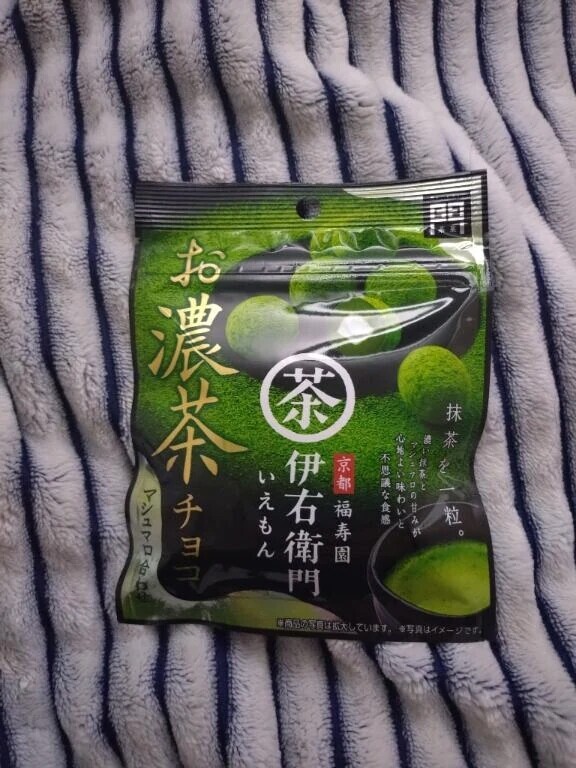 お濃茶チョコ
マシュマロ合わせ
茶
京都 福寿園
伊右衛門
いえもん
抹茶を一粒。
濃い抹茶と
マシュマロの甘みが
心地よい味わいと
不思議な食感
※商品の写真は拡大しています。 ※写真はイメージです。